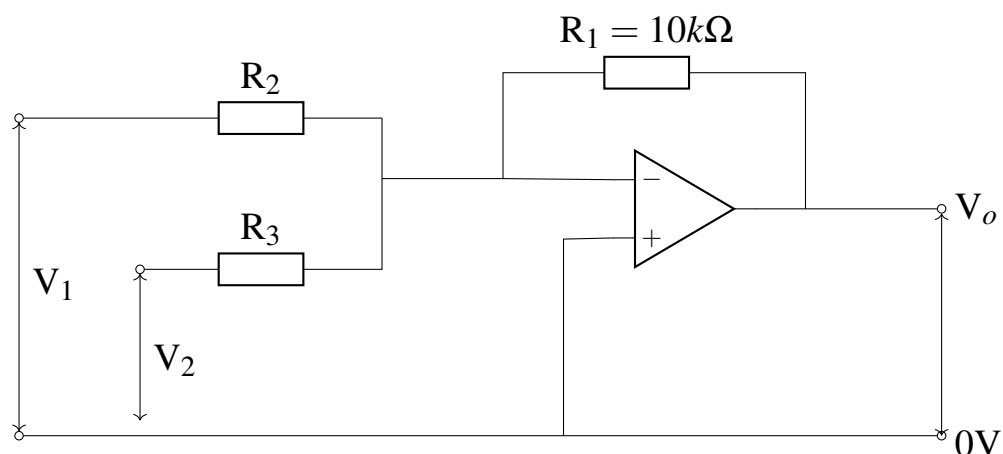 R₁ = 10kΩ
R₂
−
Vₒ
+
R₃
V₁
V₂
0V